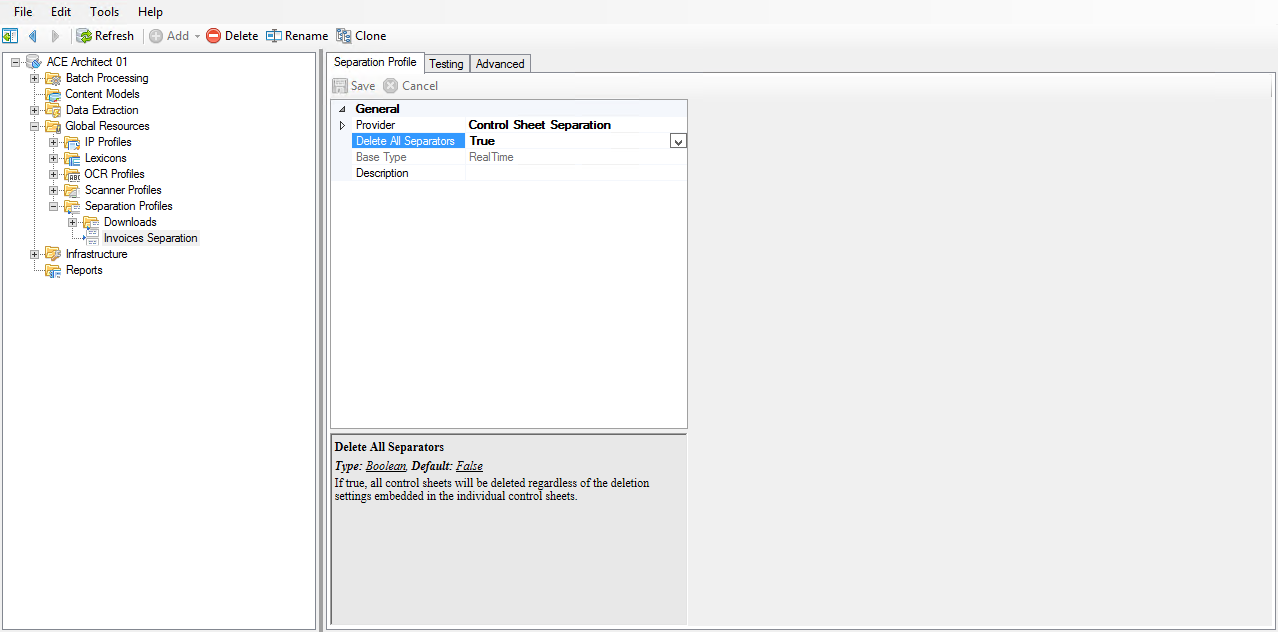 File Edit Tools Help
Refresh Add Delete Rename Clone
ACE Architect 01
Batch Processing
Content Models
Data Extraction
Global Resources
IP Profiles
Lexicons
OCR Profiles
Scanner Profiles
Separation Profiles
Downloads
Invoices Separation
Infrastructure
Reports
Separation Profile Testing Advanced
Save Cancel
General
Provider Control Sheet Separation
Delete All Separators True
Base Type RealTime
Description
Delete All Separators
Type: Boolean, Default: False
If true, all control sheets will be deleted regardless of the deletion
settings embedded in the individual control sheets.